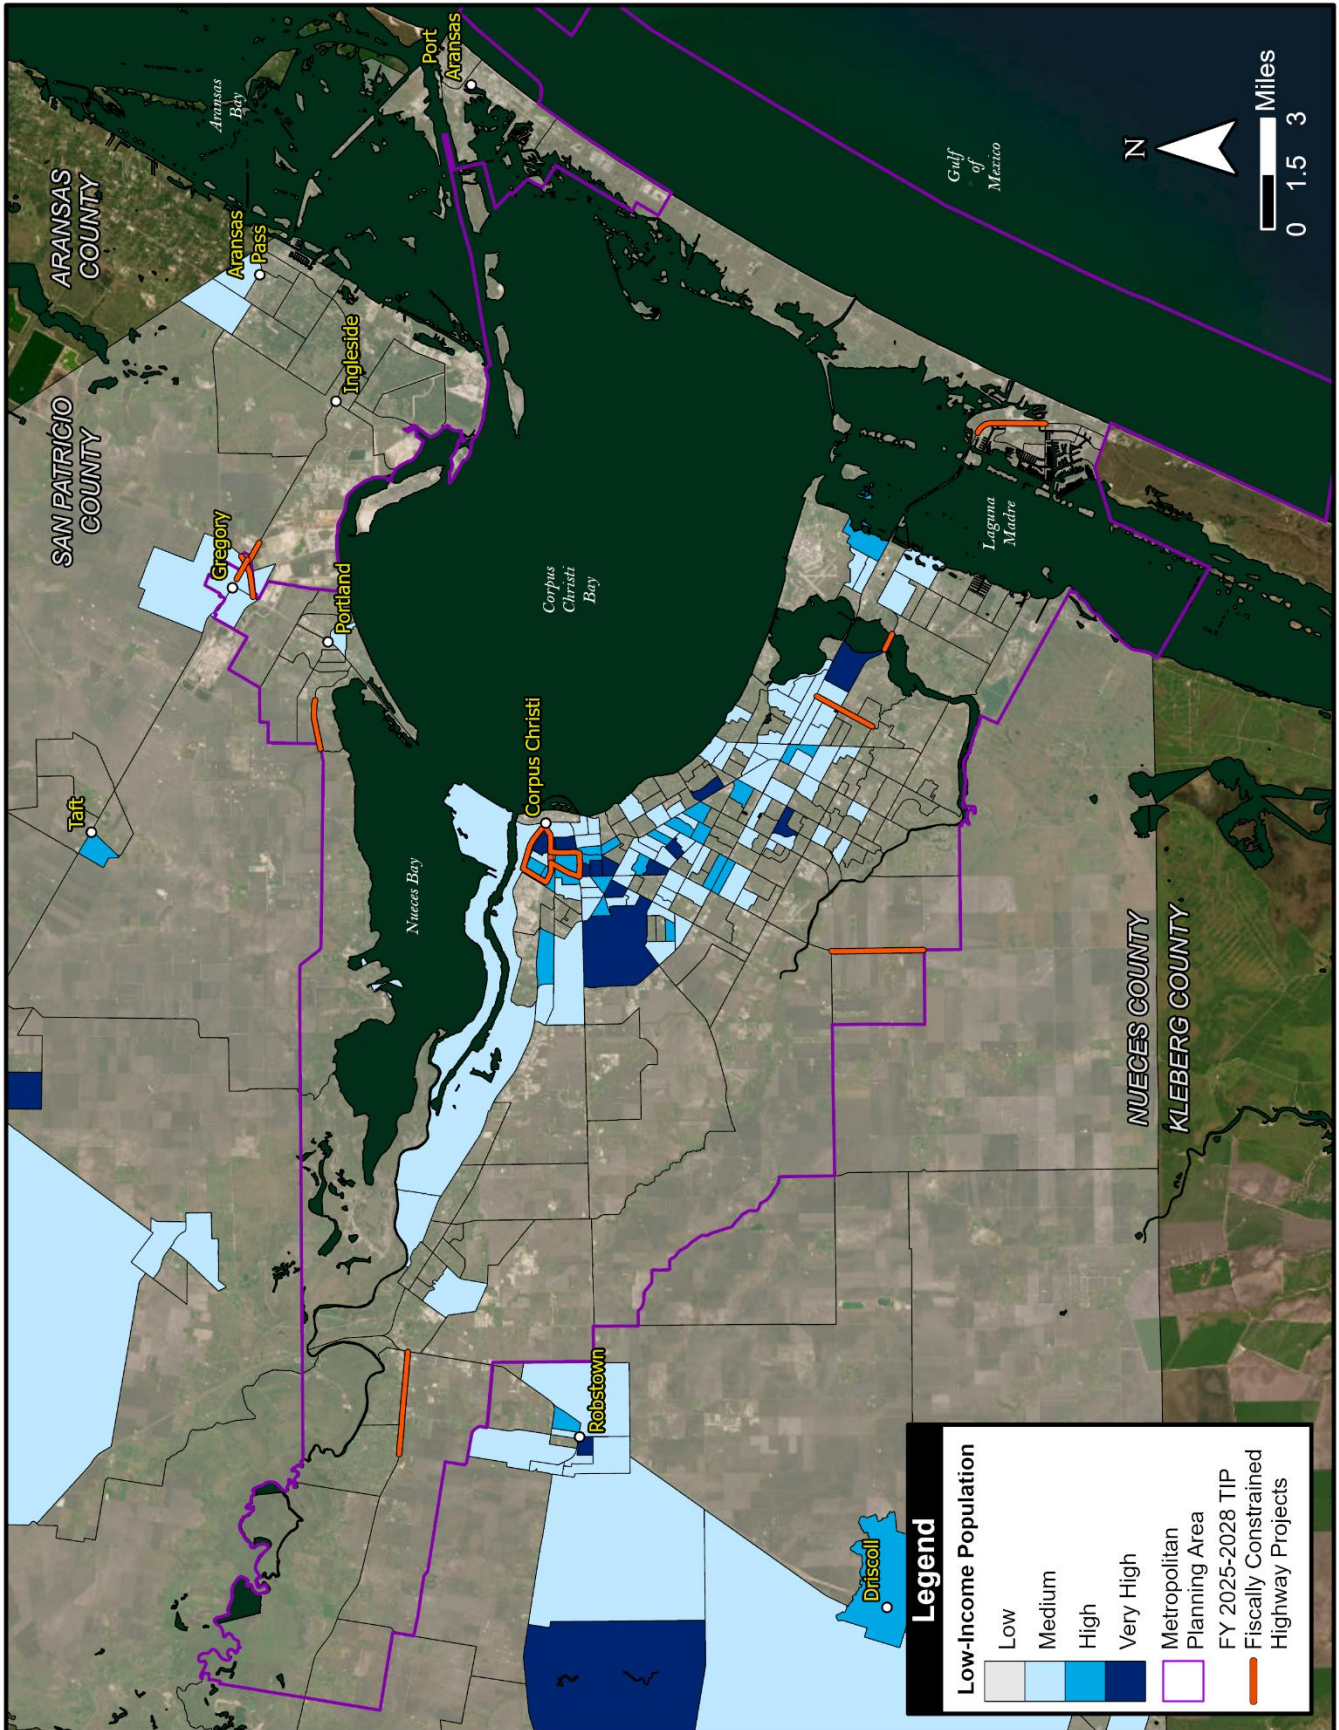 ARANSAS
COUNTY
SAN PATRICIO
COUNTY
Aransas
Bay
Port
Aransas
Aransas
Pass
Ingleside
Gregory
Portland
Taft
Nueces Bay
Corpus Christi
Corpus
Christi
Bay
Gulf
of
Mexico
Laguna
Madre
Robstown
Driscoll
NUECES COUNTY
KLEBERG COUNTY
N
0 1.5 3 Miles
Legend
Low-Income Population
Low
Medium
High
Very High
Metropolitan
Planning Area
FY 2025-2028 TIP
Fiscally Constrained
Highway Projects